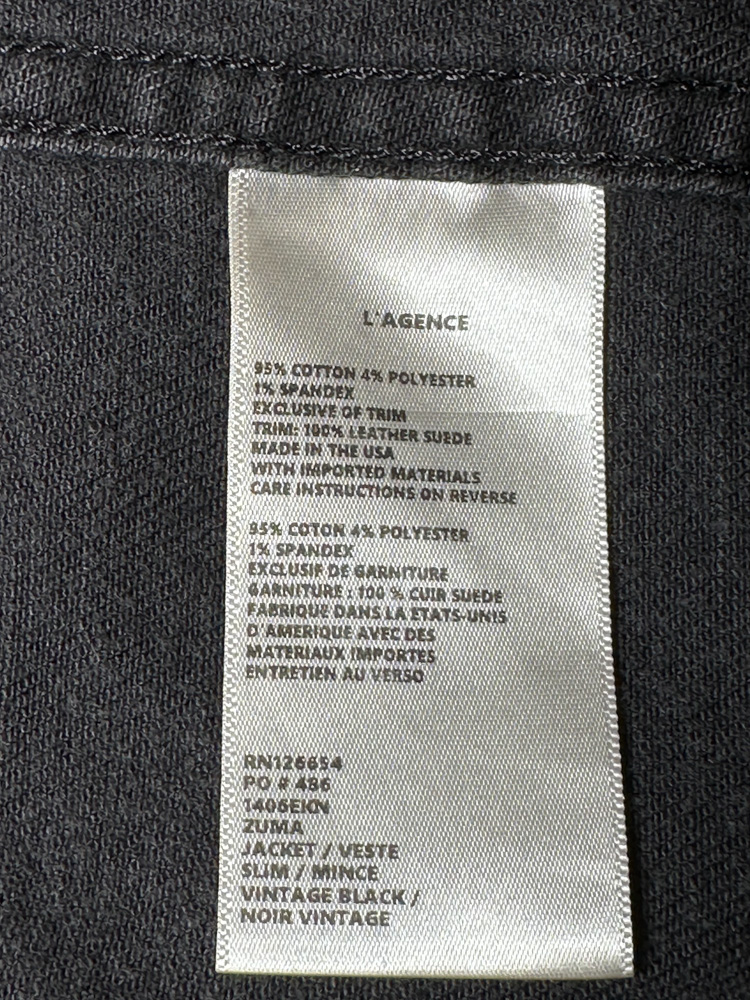 L'AGENCE
95% COTTON 4% POLYESTER
1% SPANDEX
EXCLUSIVE OF TRIM
TRIM: 100% LEATHER SUEDE
MADE IN THE USA
WITH IMPORTED MATERIALS
CARE INSTRUCTIONS ON REVERSE
95% COTON 4% POLYESTER
1% SPANDEX
EXCLUSIF DE GARNITURE
GARNITURE : 100 % CUIR SUEDE
FABRIQUE DANS LA ETATS-UNIS
D'AMERIQUE AVEC DES
MATERIAUX IMPORTES
ENTRETIEN AU VERSO
RN126654
PO # 486
1406EKN
ZUMA
JACKET / VESTE
SLIM / MINCE
VINTAGE BLACK /
NOIR VINTAGE